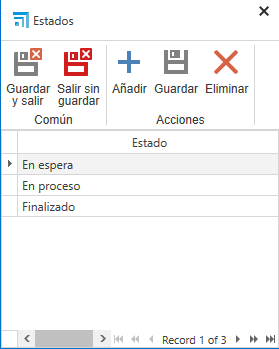 Estados
Guardar y salir
Salir sin guardar
Añadir
Guardar
Eliminar
Común
Acciones
Estado
En espera
En proceso
Finalizado
Record 1 of 3